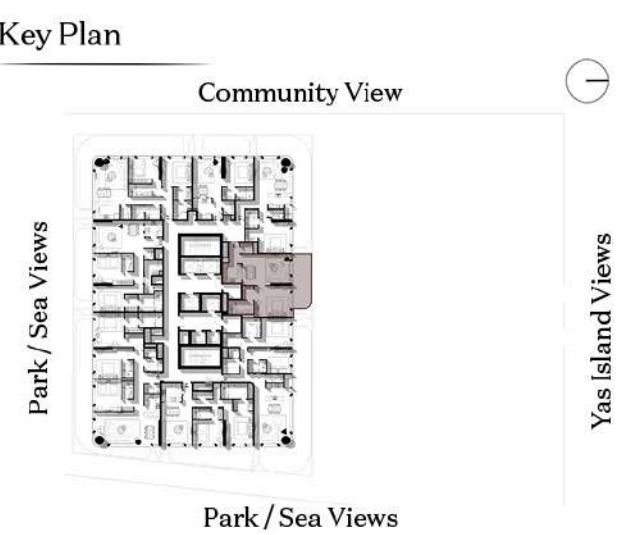 Key Plan
Community View
Park / Sea Views
Yas Island Views
Park / Sea Views